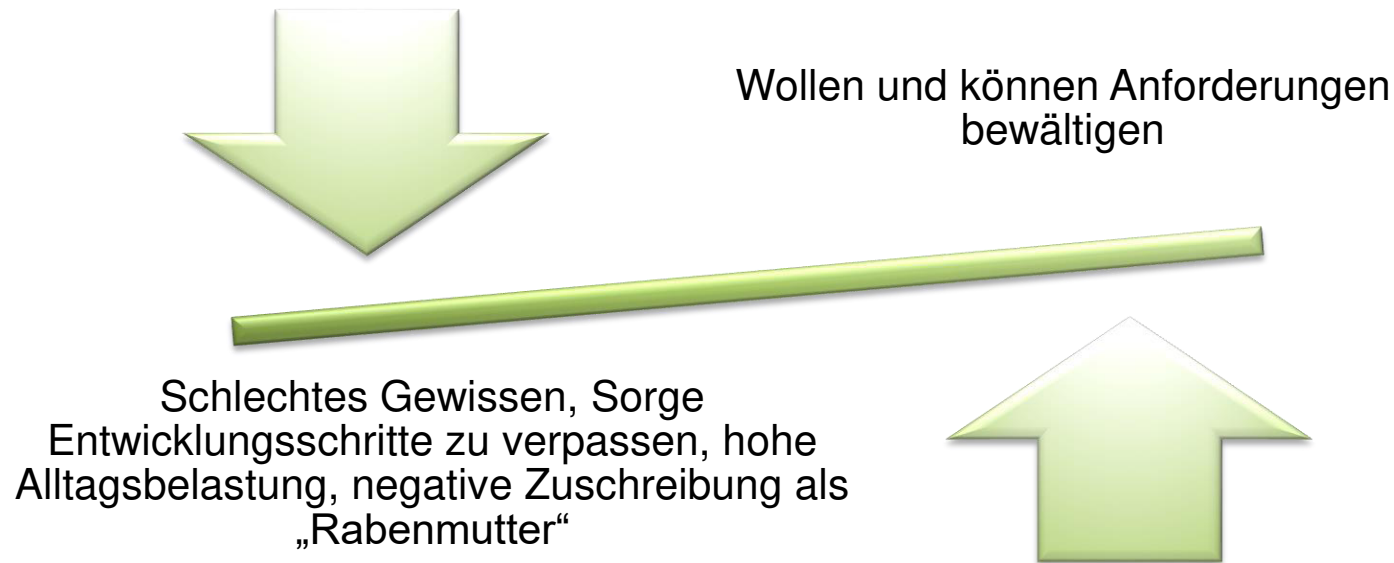 Wollen und können Anforderungen
bewältigen
Schlechtes Gewissen, Sorge
Entwicklungsschritte zu verpassen, hohe
Alltagsbelastung, negative Zuschreibung als
„Rabenmutter“